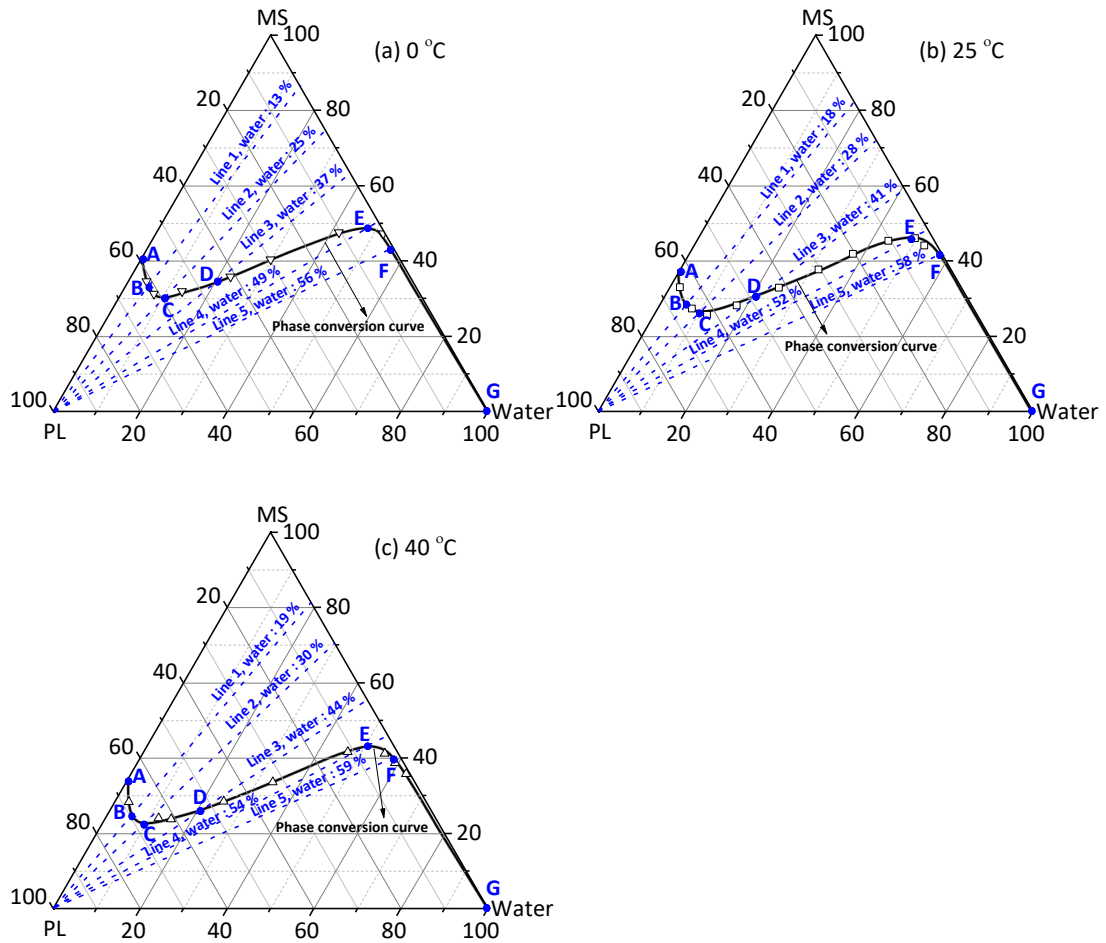 MS
100
(a) 0 °C
20
80
Line 1, water : 13 %
Line 2, water : 25 %
40
60
Line 3, water : 37 %
E
60
A
40
D
F
B
C
Line 4, water : 49 %
Line 5, water : 56 %
Phase conversion curve
80
20
G
100
Water
PL
20
40
60
80
100
MS
100
(b) 25 °C
20
80
Line 1, water : 18 %
Line 2, water : 28 %
40
60
Line 3, water : 41 %
E
60
A
40
F
D
B
C
Line 4, water : 52 %
Line 5, water : 58 %
Phase conversion curve
80
20
G
100
Water
PL
20
40
60
80
100
MS
100
(c) 40 °C
20
80
Line 1, water : 19 %
Line 2, water : 30 %
40
60
Line 3, water : 44 %
E
60
A
40
F
D
B
C
Line 4, water : 54 %
Line 5, water : 59 %
Phase conversion curve
80
20
G
100
Water
PL
20
40
60
80
100